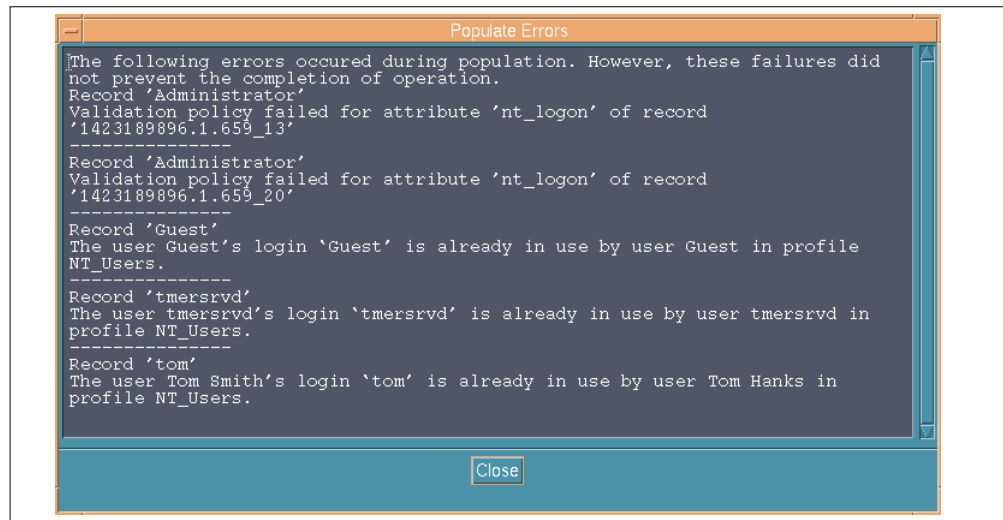 Populate Errors
The following errors occured during population. However, these failures did
not prevent the completion of operation.
Record ’Administrator’
Validation policy failed for attribute ’nt_logon’ of record
’1423189896.1.659_13’
---------------
Record ’Administrator’
Validation policy failed for attribute ’nt_logon’ of record
’1423189896.1.659_20’
---------------
Record ’Guest’
The user Guest’s login ‘Guest’ is already in use by user Guest in profile
NT_Users.
---------------
Record ’tmersrvd’
The user tmersrvd’s login ‘tmersrvd’ is already in use by user tmersrvd in
profile NT_Users.
---------------
Record ’tom’
The user Tom Smith’s login ‘tom’ is already in use by user Tom Hanks in
profile NT_Users.
Close